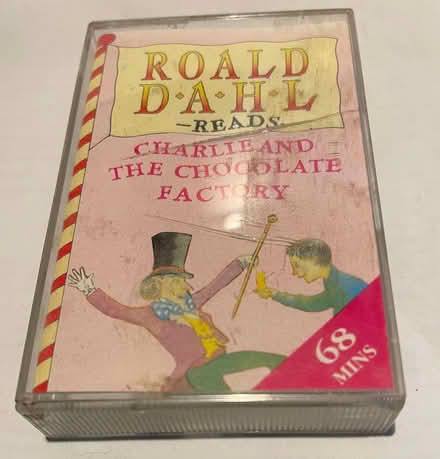 ROALD
D·A·H·L
—READS
CHARLIE AND
THE CHOCOLATE
FACTORY
68
MINS